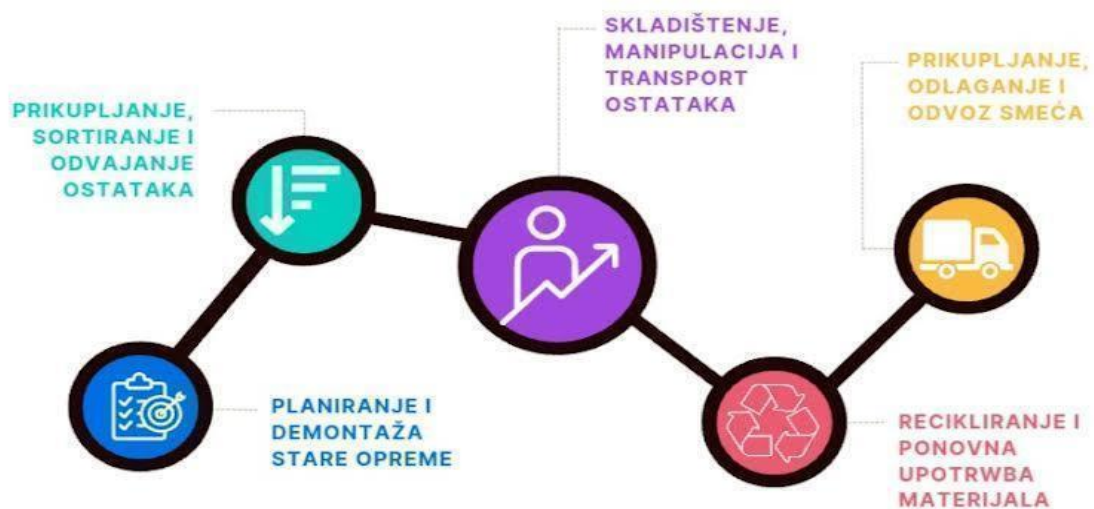 PRIKUPLJANJE,
SORTIRANJE I
ODVAJANJE
OSTATAKA
SKLADIŠTENJE,
MANIPULACIJA I
TRANSPORT
OSTATAKA
PRIKUPLJANJE,
ODLAGANJE I
ODVOZ SMEĆA
PLANIRANJE I
DEMONTAŽA
STARE OPREME
RECIKLIRANJE I
PONOVNA
UPOTRWBA
MATERIJALA